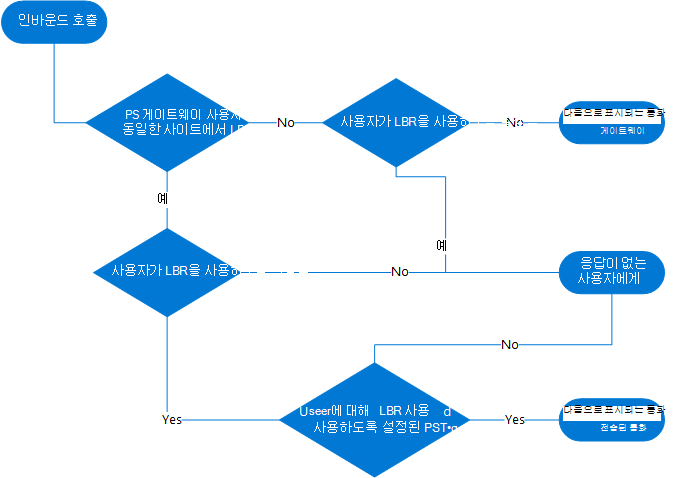 인바운드 호출
PS 게이트웨이 사용자
동일한 사이트에서
No
사용자가 LBR을 사용하
No
다음으로 표시되는 통화
게이트웨이
예
예
사용자가 LBR을 사용하
No
응답이 없는
사용자에게
No
Useer에 대해 LBR 사용 d
사용하도록 설정된
Yes
Yes
다음으로 표시되는 통화
전송된 통화